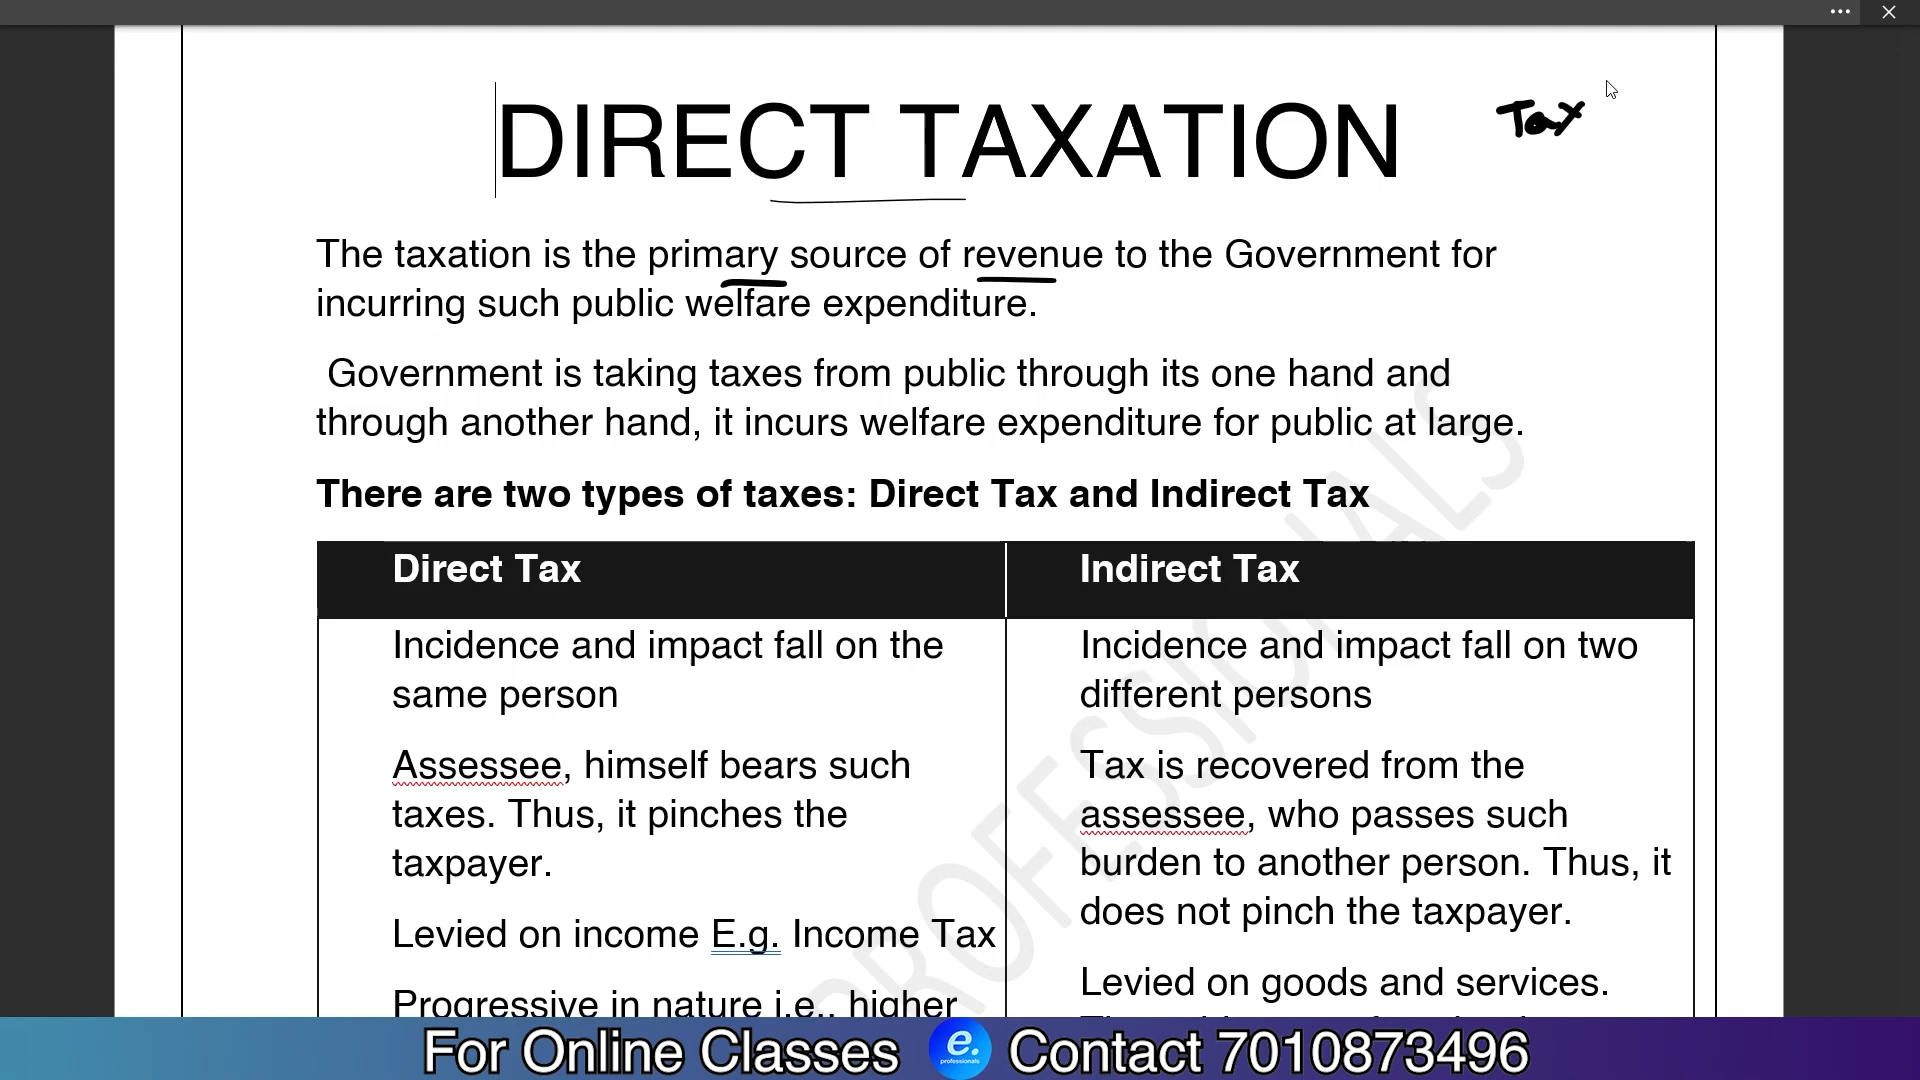 DIRECT TAXATION
Tax
The taxation is the primary source of revenue to the Government for
incurring such public welfare expenditure.
Government is taking taxes from public through its one hand and
through another hand, it incurs welfare expenditure for public at large.
There are two types of taxes: Direct Tax and Indirect Tax
Direct Tax
Incidence and impact fall on the
same person
Assessee, himself bears such
taxes. Thus, it pinches the
taxpayer.
Levied on income E.g. Income Tax
Progressive in nature i.e., higher
Indirect Tax
Incidence and impact fall on two
different persons
Tax is recovered from the
assessee, who passes such
burden to another person. Thus, it
does not pinch the taxpayer.
Levied on goods and services.
PROFESSIONALS
For Online Classes e. professionals Contact 7010873496